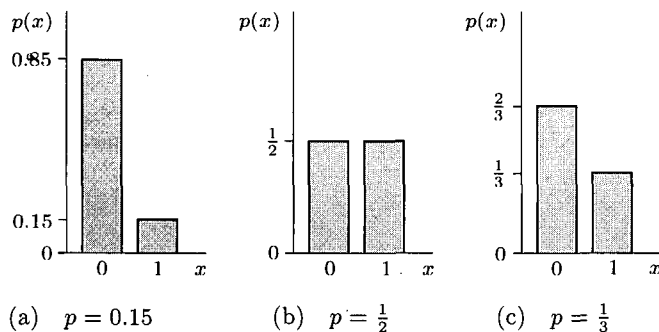 p(x) p(x) p(x)
0.85
2/3
1/2
1/3
0.15
0 0 0
0 1 x 0 1 x 0 1 x
(a) p = 0.15 (b) p = 1/2 (c) p = 1/3